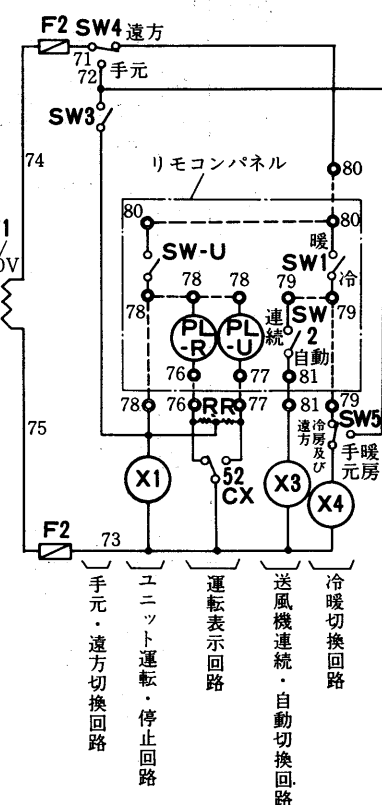 F2 SW4 遠方
71
72 手元
SW3
74
リモコンパネル
80
80
80
SW-U
暖
SW1
冷
78
78
79
78
79
PL
-R
PL
-U
連続
SW
2
自動
76
77
81
78
76
R
R
77
81
79
SW5
遠方
冷房及び
手元
暖房
75
X1
52
CX
X3
X4
F2
73
手元・遠方切換回路
ユニット運転・停止回路
運転表示回路
送風機連続・自動切換回路
冷暖切換回路
1
0V